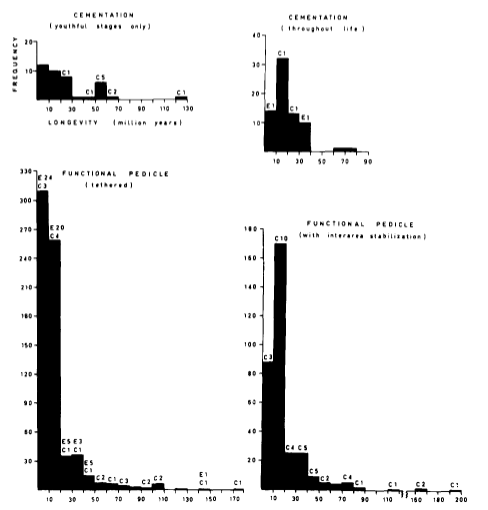 CEMENTATION
(youthful stages only)
20
10
FREQUENCY
C1
C1
C5
C2
C1
10 30 50 70 90 110 130
LONGEVITY (million years)
CEMENTATION
(throughout life)
40
30
20
10
E1
C1
C1
E1
10 30 50 70 90
FUNCTIONAL PEDICLE
(tethered)
330
300
270
240
210
180
150
120
90
60
30
E24
C3
E20
C4
E5
C1
E3
C1
E5
C1
C2
C1
C3
C2
C2
E1
C1
C1
10 30 50 70 90 110 140 170
FUNCTIONAL PEDICLE
(with interarea stabilization)
180
160
140
120
100
80
60
40
20
C3
C10
C4
C5
C5
C2
C4
C1
C1
C2
C1
10 30 50 70 90 110 160 200